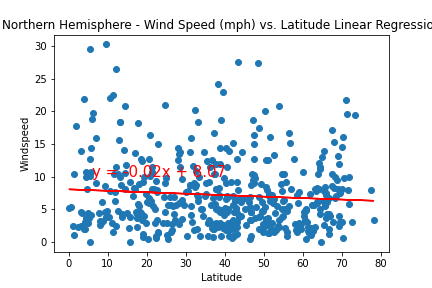 Northern Hemisphere - Wind Speed (mph) vs. Latitude Linear Regressio
30
25
20
15
10
5
0
Windspeed
y = -0.02x + 8.07
0 10 20 30 40 50 60 70 80
Latitude